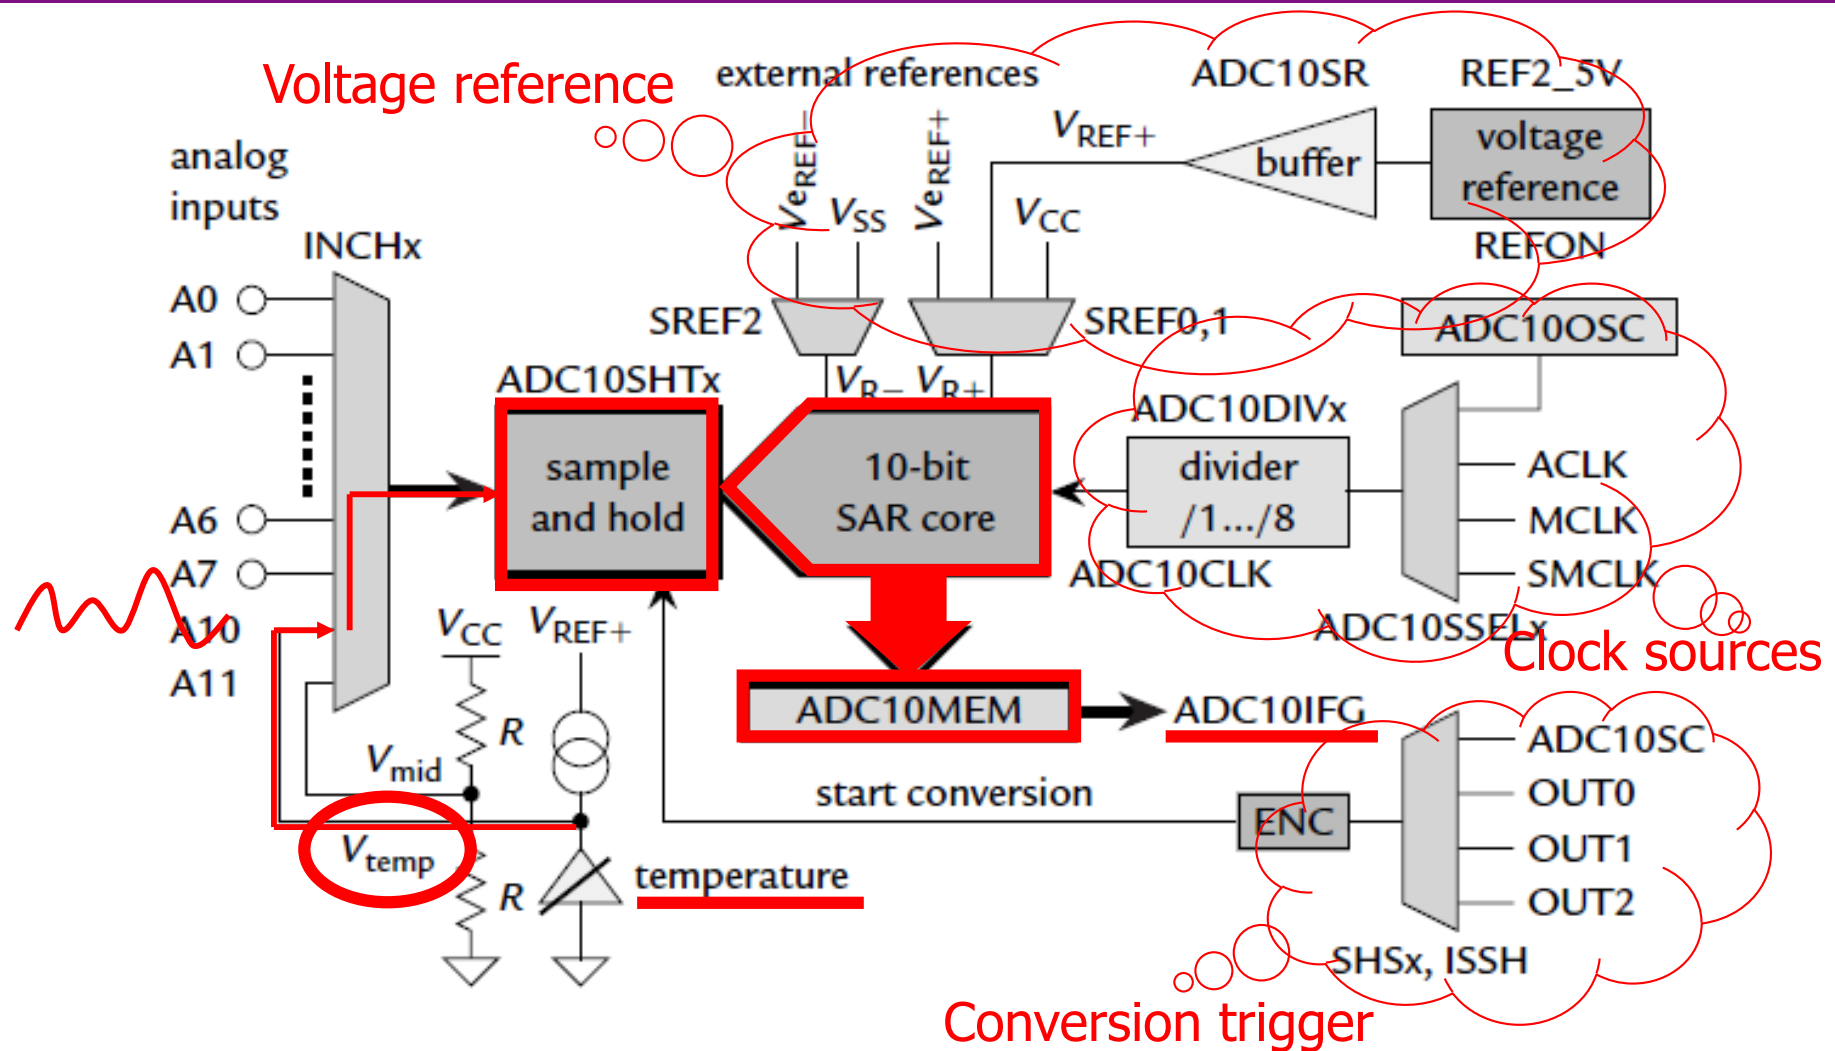 Voltage reference
external references
ADC10SR
REF2_5V
analog
inputs
VeREF−
VSS
VeREF+
VREF+
VCC
buffer
voltage
reference
REFON
INCHx
A0
A1
A6
A7
A10
A11
SREF2
SREF0,1
ADC10OSC
ADC10SHTx
VR−
VR+
ADC10DIVx
sample
and hold
10-bit
SAR core
divider
/1.../8
ACLK
MCLK
SMCLK
ADC10CLK
ADC10SSELx
Clock sources
VCC
VREF+
R
Vmid
Vtemp
R
temperature
ADC10MEM
ADC10IFG
start conversion
ENC
ADC10SC
OUT0
OUT1
OUT2
SHSx, ISSH
Conversion trigger